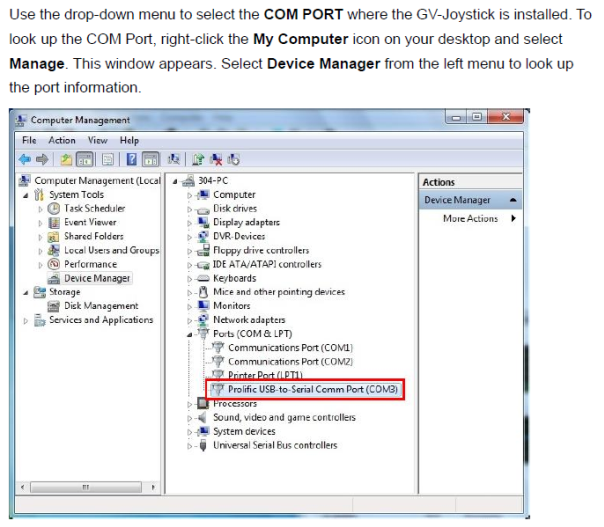 Use the drop-down menu to select the COM PORT where the GV-Joystick is installed. To
look up the COM Port, right-click the My Computer icon on your desktop and select
Manage. This window appears. Select Device Manager from the left menu to look up
the port information.
Computer Management
File Action View Help
Computer Management (Local
System Tools
Task Scheduler
Event Viewer
Shared Folders
Local Users and Groups
Performance
Device Manager
Storage
Disk Management
Services and Applications
304-PC
Computer
Disk drives
Display adapters
DVR-Devices
Floppy drive controllers
IDE ATA/ATAPI controllers
Keyboards
Mice and other pointing devices
Monitors
Network adapters
Ports (COM & LPT)
Communications Port (COM1)
Communications Port (COM2)
Printer Port (LPT1)
Prolific USB-to-Serial Comm Port (COM3)
Processors
Sound, video and game controllers
System devices
Universal Serial Bus controllers
Actions
Device Manager
More Actions